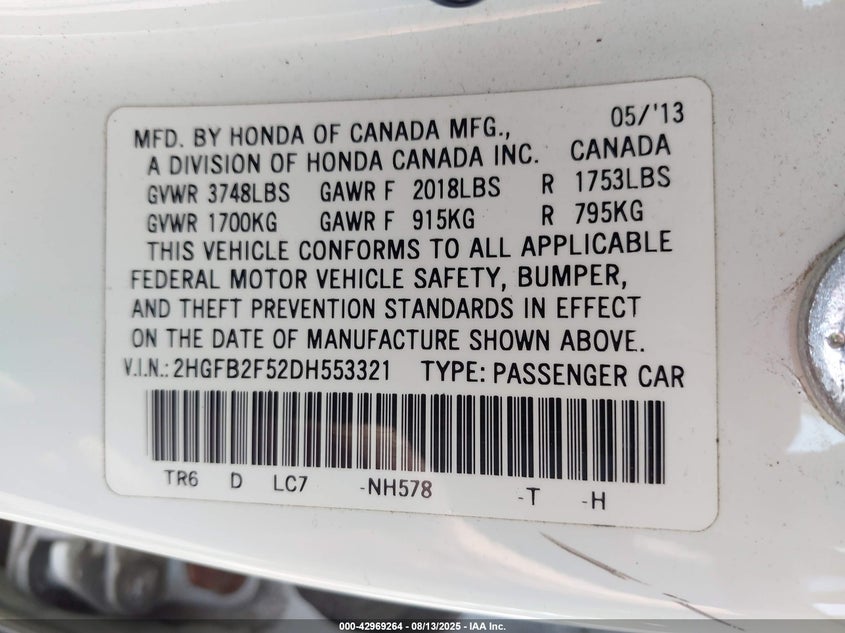 05/'13
MFD. BY HONDA OF CANADA MFG.,
A DIVISION OF HONDA CANADA INC. CANADA
GVWR 3748LBS GAWR F 2018LBS R 1753LBS
GVWR 1700KG GAWR F 915KG R 795KG
THIS VEHICLE CONFORMS TO ALL APPLICABLE
FEDERAL MOTOR VEHICLE SAFETY, BUMPER,
AND THEFT PREVENTION STANDARDS IN EFFECT
ON THE DATE OF MANUFACTURE SHOWN ABOVE.
V.I.N.: 2HGFB2F52DH553321 TYPE: PASSENGER CAR
TR6 D LC7 -NH578 -T -H
000-42969264 - 08/13/2025 - IAA Inc.